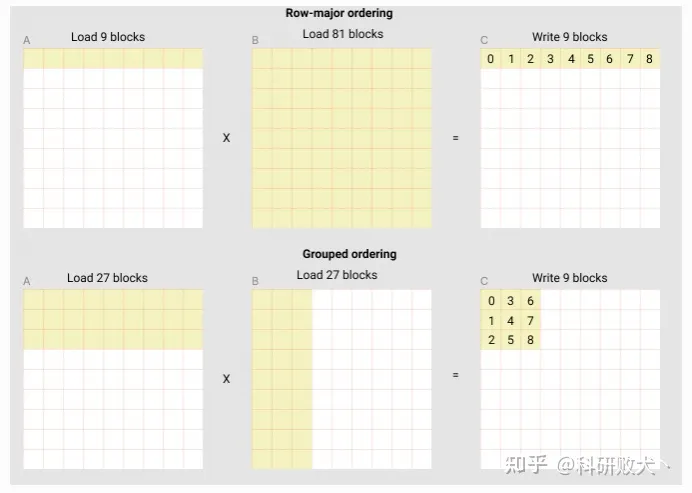 Row-major ordering
A
Load 9 blocks
B
Load 81 blocks
C
Write 9 blocks
0 1 2 3 4 5 6 7 8
X
=
Grouped ordering
A
Load 27 blocks
B
Load 27 blocks
C
Write 9 blocks
0 3 6
1 4 7
2 5 8
X
=
知乎 @科研败犬丶